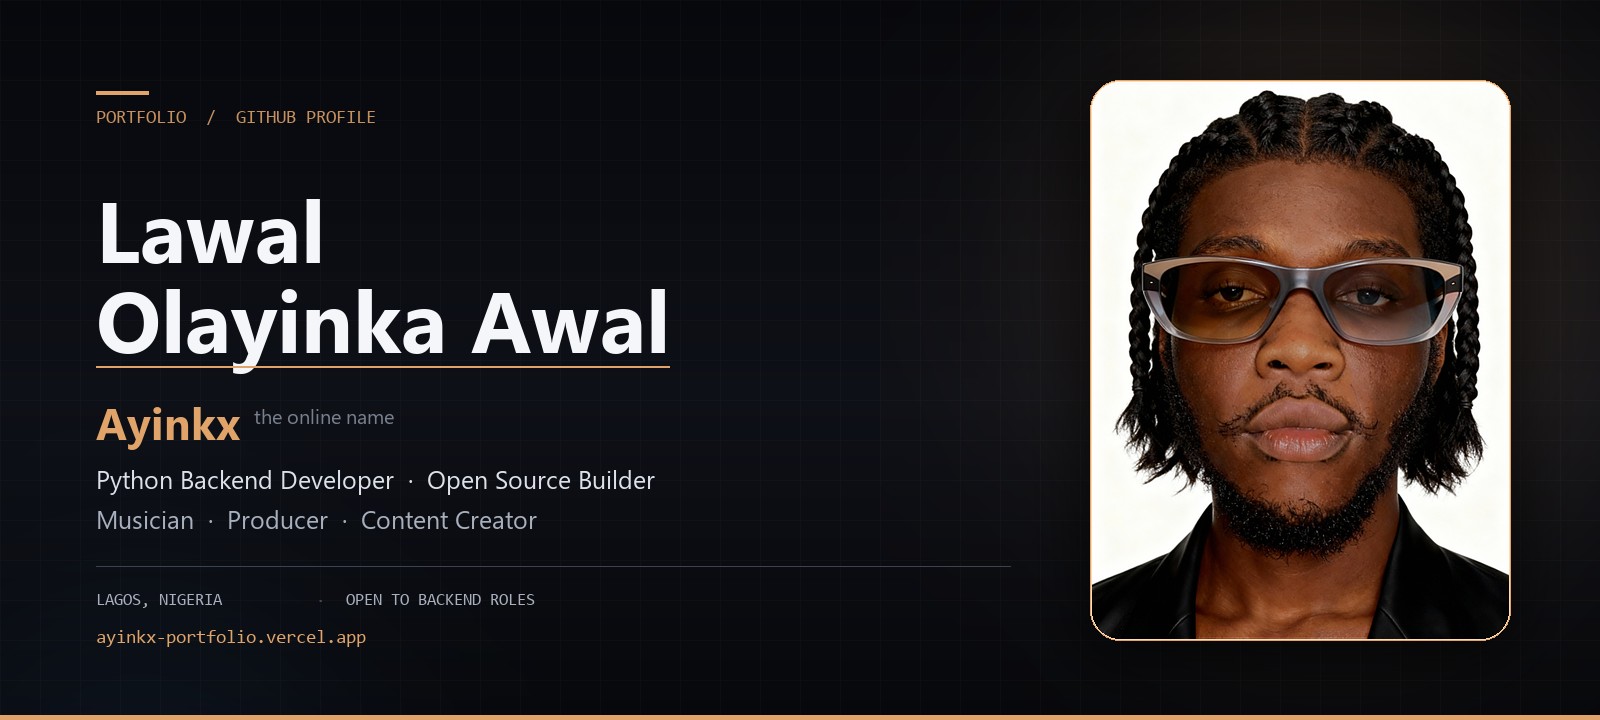 PORTFOLIO / GITHUB PROFILE
Lawal
Olayinka Awal
Ayinkx the online name
Python Backend Developer · Open Source Builder
Musician · Producer · Content Creator
LAGOS, NIGERIA · OPEN TO BACKEND ROLES
ayinkx-portfolio.vercel.app